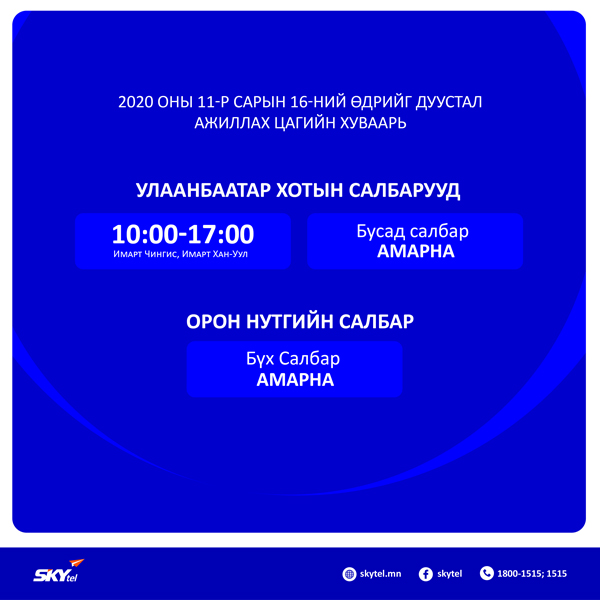 2020 ОНЫ 11-Р САРЫН 16-НИЙ ӨДРИЙГ ДУУСТАЛ
АЖИЛЛАХ ЦАГИЙН ХУВААРЬ
УЛААНБААТАР ХОТЫН САЛБАРУУД
10:00-17:00
Имарт Чингис, Имарт Хан-Уул
Бусад салбар
АМАРНА
ОРОН НУТГИЙН САЛБАР
Бүх Салбар
АМАРНА
SKYtel
skytel.mn
skytel
1800-1515; 1515